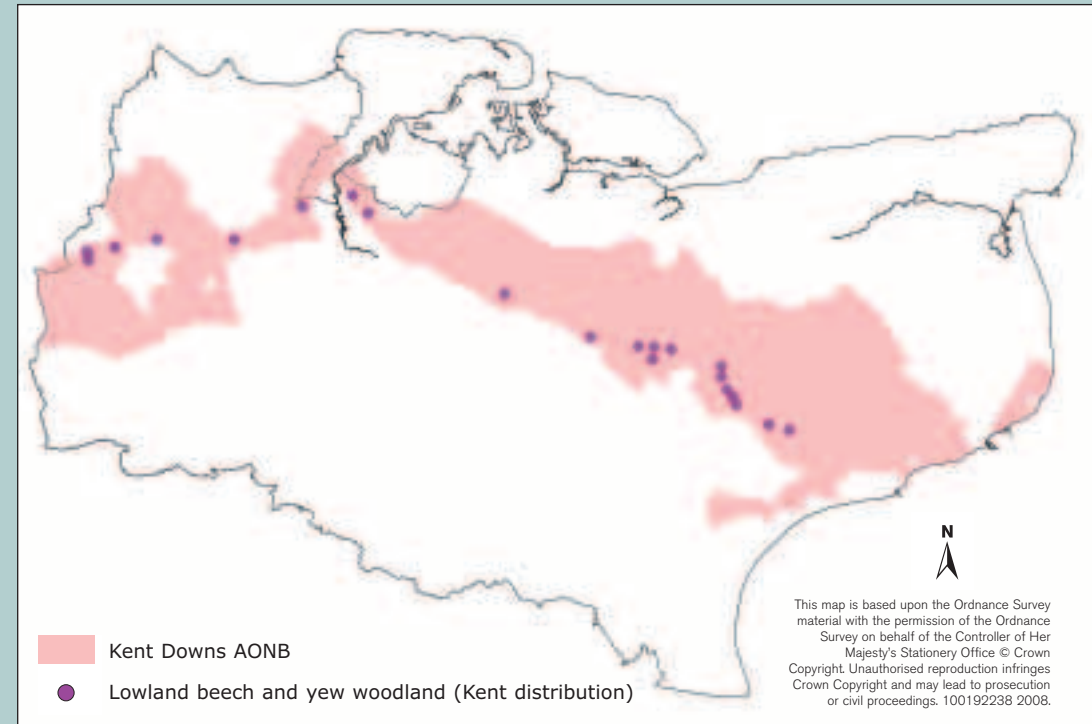 N
This map is based upon the Ordnance Survey
material with the permission of the Ordnance
Survey on behalf of the Controller of Her
Majesty's Stationery Office © Crown
Copyright. Unauthorised reproduction infringes
Crown Copyright and may lead to prosecution
or civil proceedings. 100192238 2008.
Kent Downs AONB
Lowland beech and yew woodland (Kent distribution)